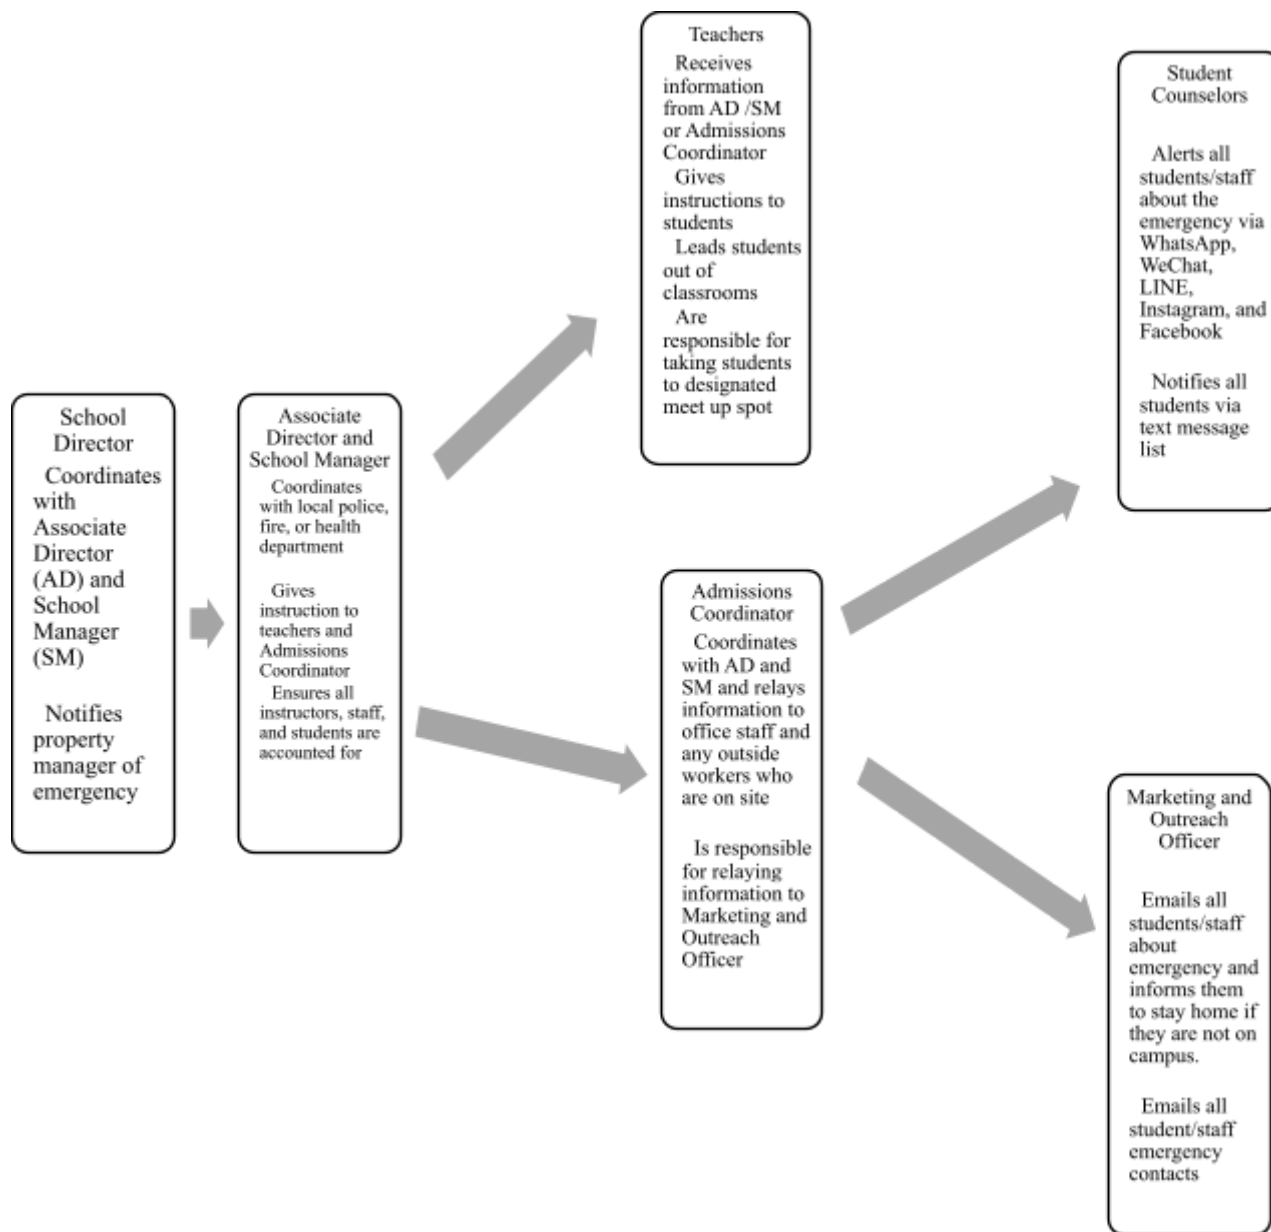 School
Director
Coordinates
with
Associate
Director
(AD) and
School
Manager
(SM)
Notifies
property
manager of
emergency
Associate
Director and
School Manager
Coordinates
with local police,
fire, or health
department
Gives
instruction to
teachers and
Admissions
Coordinator
Ensures all
instructors, staff,
and students are
accounted for
Teachers
Receives
information
from AD /SM
or Admissions
Coordinator
Gives
instructions to
students
Leads students
out of
classrooms
Are
responsible for
taking students
to designated
meet up spot
Admissions
Coordinator
Coordinates
with AD and
SM and relays
information to
office staff and
any outside
workers who
are on site
Is responsible
for relaying
information to
Marketing and
Outreach
Officer
Student
Counselors
Alerts all
students/staff
about the
emergency via
WhatsApp,
WeChat,
LINE,
Instagram, and
Facebook
Notifies all
students via
text message
list
Marketing and
Outreach
Officer
Emails all
students/staff
about
emergency and
informs them
to stay home if
they are not on
campus.
Emails all
student/staff
emergency
contacts